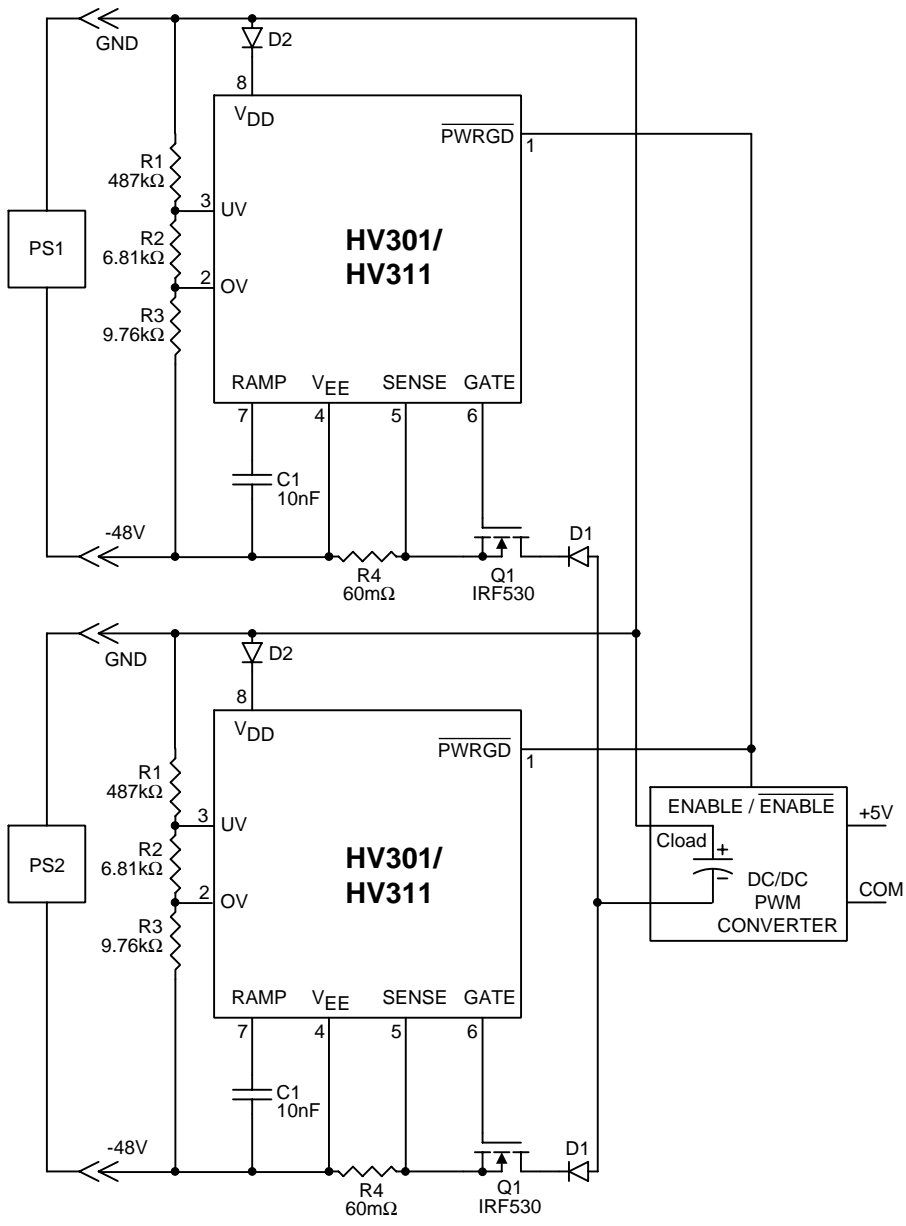 GND
D2
8
VDD
PWRGD
1
R1
487kΩ
3
UV
R2
6.81kΩ
2
OV
R3
9.76kΩ
HV301/
HV311
PS1
RAMP
VEE
SENSE
GATE
7
4
5
6
C1
10nF
-48V
R4
60mΩ
Q1
IRF530
D1
GND
D2
8
VDD
PWRGD
1
R1
487kΩ
3
UV
R2
6.81kΩ
2
OV
R3
9.76kΩ
HV301/
HV311
PS2
RAMP
VEE
SENSE
GATE
7
4
5
6
C1
10nF
-48V
R4
60mΩ
Q1
IRF530
D1
ENABLE / ENABLE
Cload
+
–
DC/DC
PWM
CONVERTER
+5V
COM